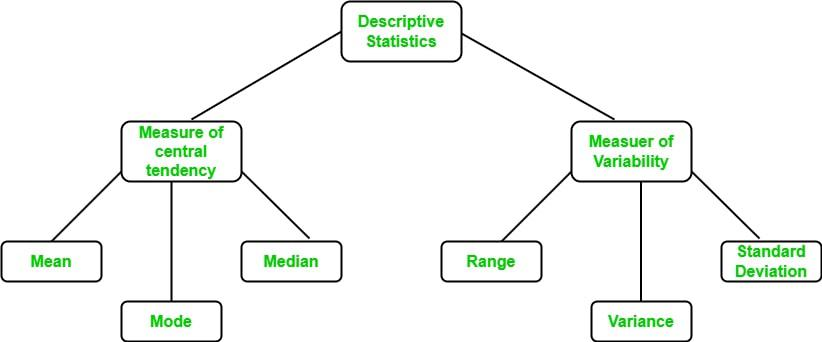 Descriptive
Statistics
Measure of
central
tendency
Measuer of
Variability
Mean
Median
Range
Standard
Deviation
Mode
Variance